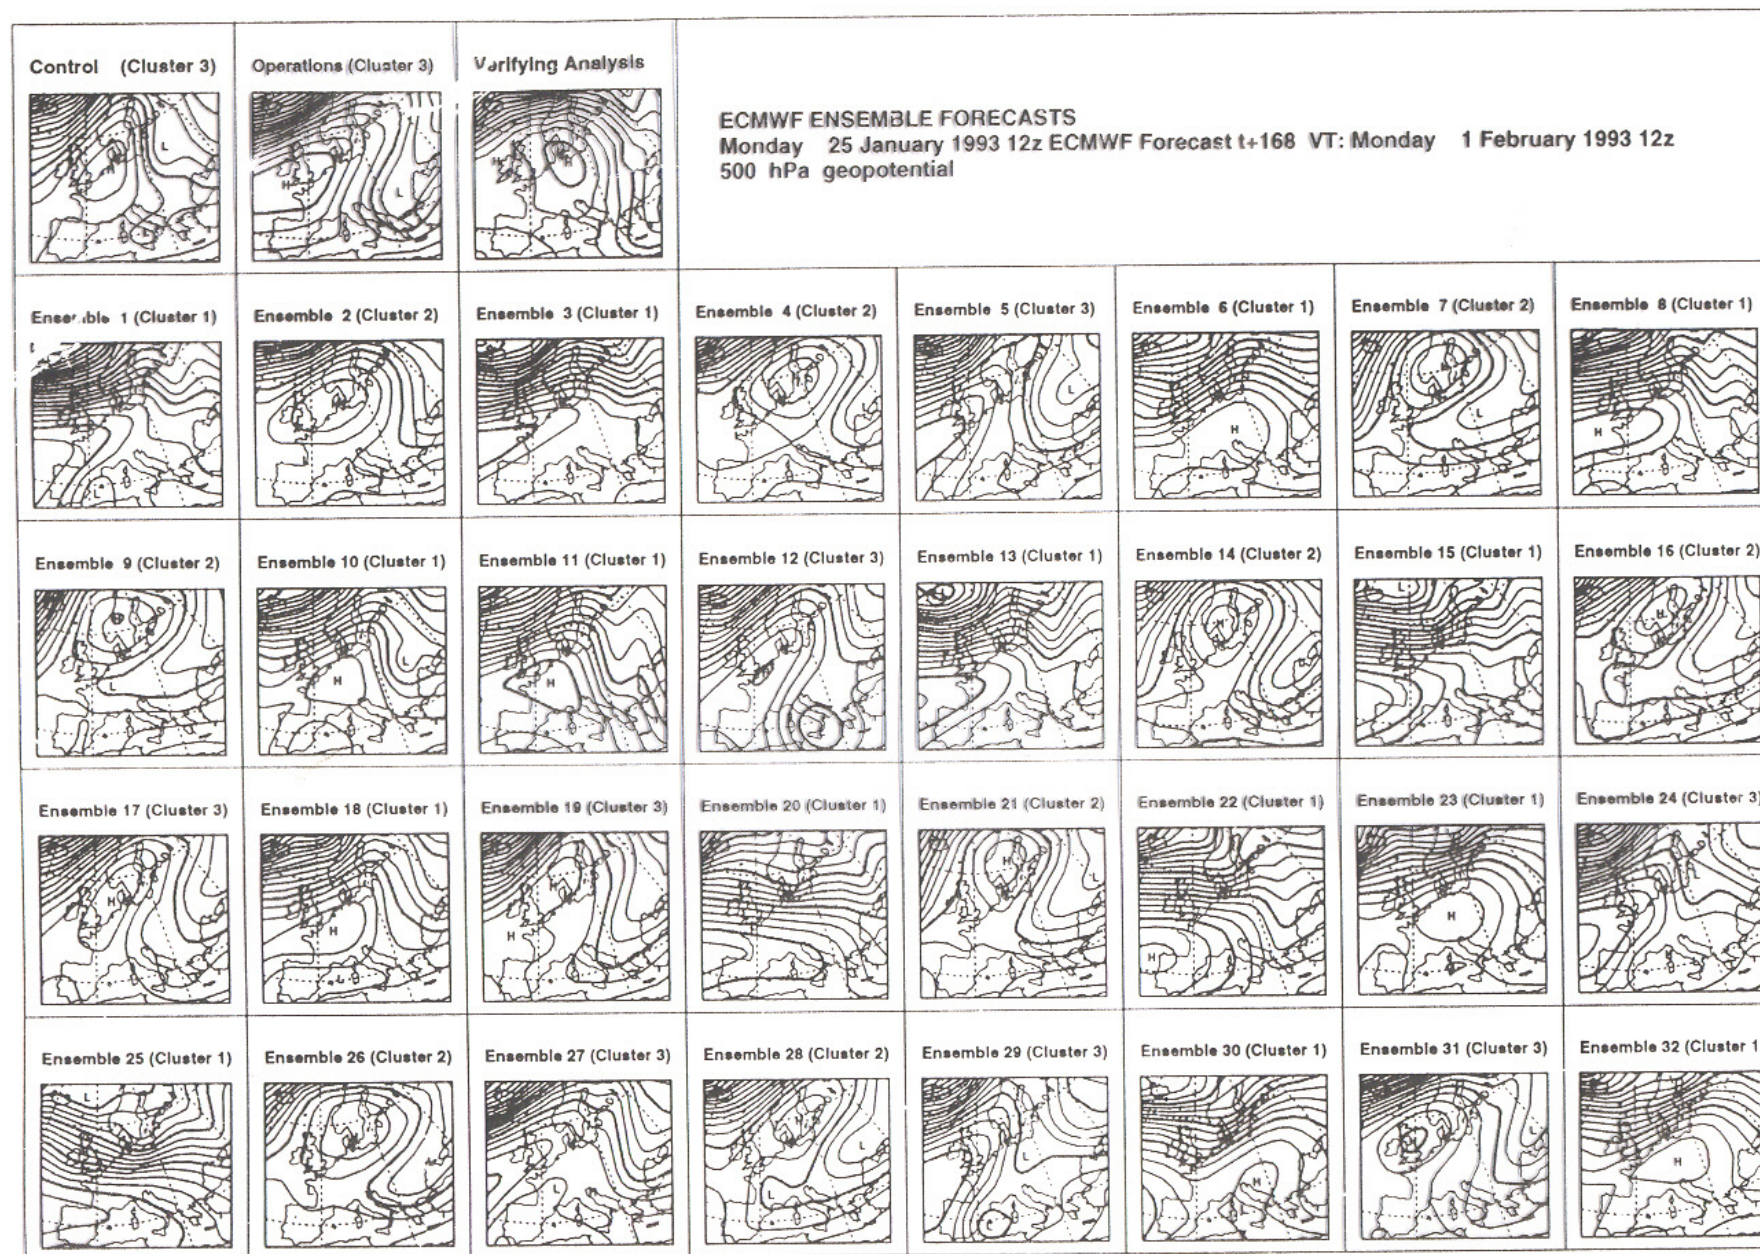 Control (Cluster 3)
Operations (Cluster 3)
Verifying Analysis
ECMWF ENSEMBLE FORECASTS
Monday 25 January 1993 12z ECMWF Forecast t+168 VT: Monday 1 February 1993 12z
500 hPa geopotential
Ensemble 1 (Cluster 1)
Ensemble 2 (Cluster 2)
Ensemble 3 (Cluster 1)
Ensemble 4 (Cluster 2)
Ensemble 5 (Cluster 3)
Ensemble 6 (Cluster 1)
Ensemble 7 (Cluster 2)
Ensemble 8 (Cluster 1)
Ensemble 9 (Cluster 2)
Ensemble 10 (Cluster 1)
Ensemble 11 (Cluster 1)
Ensemble 12 (Cluster 3)
Ensemble 13 (Cluster 1)
Ensemble 14 (Cluster 2)
Ensemble 15 (Cluster 1)
Ensemble 16 (Cluster 2)
Ensemble 17 (Cluster 3)
Ensemble 18 (Cluster 1)
Ensemble 19 (Cluster 3)
Ensemble 20 (Cluster 1)
Ensemble 21 (Cluster 2)
Ensemble 22 (Cluster 1)
Ensemble 23 (Cluster 1)
Ensemble 24 (Cluster 3)
Ensemble 25 (Cluster 1)
Ensemble 26 (Cluster 2)
Ensemble 27 (Cluster 3)
Ensemble 28 (Cluster 2)
Ensemble 29 (Cluster 3)
Ensemble 30 (Cluster 1)
Ensemble 31 (Cluster 3)
Ensemble 32 (Cluster 1